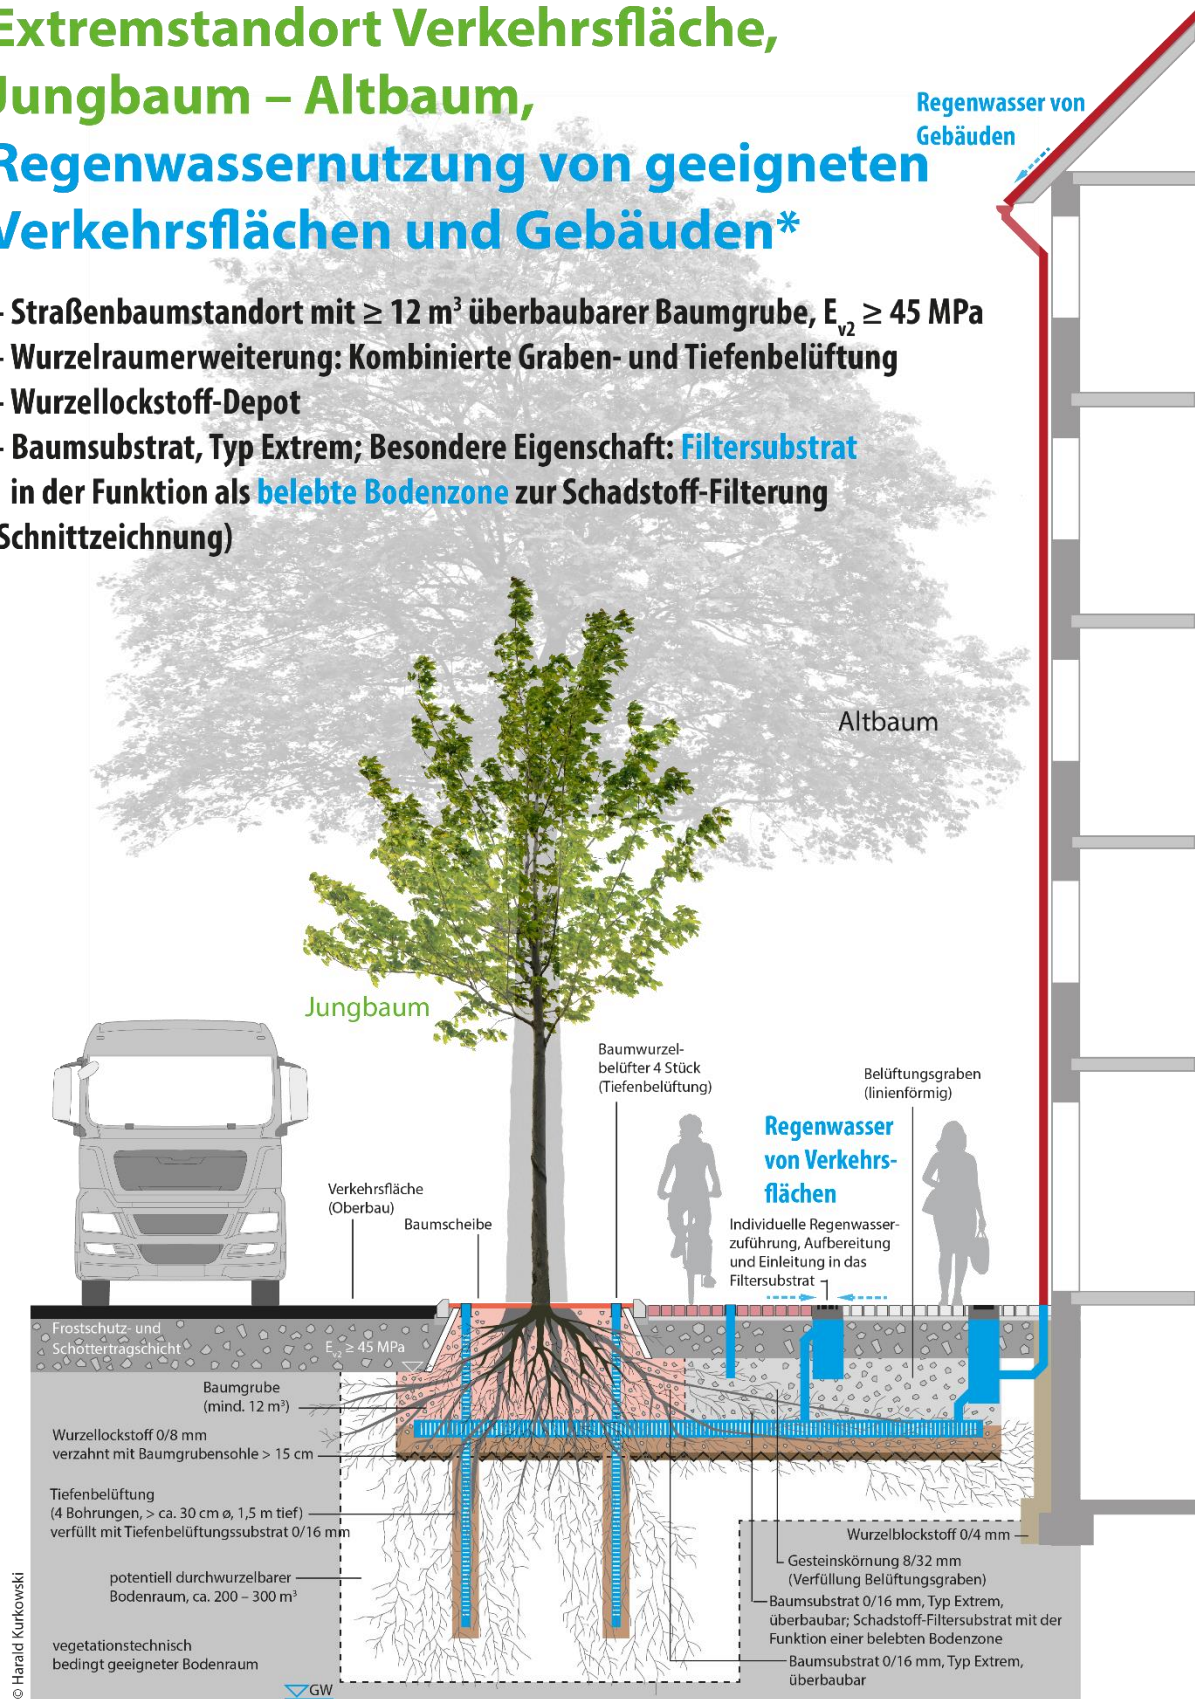 Extremstandort Verkehrsfläche,
Jungbaum – Altbaum,
Regenwassernutzung von geeigneten
Verkehrsflächen und Gebäuden*
Regenwasser von
Gebäuden
- Straßenbaumstandort mit ≥ 12 m³ überbaubarer Baumgrube, Ev2 ≥ 45 MPa
- Wurzelraumerweiterung: Kombinierte Graben- und Tiefenbelüftung
- Wurzellockstoff-Depot
- Baumsubstrat, Typ Extrem; Besondere Eigenschaft: Filtersubstrat
in der Funktion als belebte Bodenzone zur Schadstoff-Filterung
Schnittzeichnung)
Altbaum
Jungbaum
Baumwurzel-
belüfter 4 Stück
(Tiefenbelüftung)
Belüftungsgraben
(linienförmig)
Regenwasser
von Verkehrs-
flächen
Individuelle Regenwasser-
zuführung, Aufbereitung
und Einleitung in das
Filtersubstrat
Verkehrsfläche
(Oberbau)
Baumscheibe
Frostschutz- und
Schottertragschicht
Ev2 ≥ 45 MPa
Baumgrube
(mind. 12 m³)
Wurzellockstoff 0/8 mm
verzahnt mit Baumgrubensohle > 15 cm
Tiefenbelüftung
(4 Bohrungen, > ca. 30 cm ø, 1,5 m tief)
verfüllt mit Tiefenbelüftungssubstrat 0/16 mm
potentiell durchwurzelbarer
Bodenraum, ca. 200 – 300 m³
vegetationstechnisch
bedingt geeigneter Bodenraum
GW
Wurzelblockstoff 0/4 mm
Gesteinskörnung 8/32 mm
(Verfüllung Belüftungsgraben)
Baumsubstrat 0/16 mm, Typ Extrem,
überbaubar; Schadstoff-Filtersubstrat mit der
Funktion einer belebten Bodenzone
Baumsubstrat 0/16 mm, Typ Extrem,
überbaubar
© Harald Kurkowski